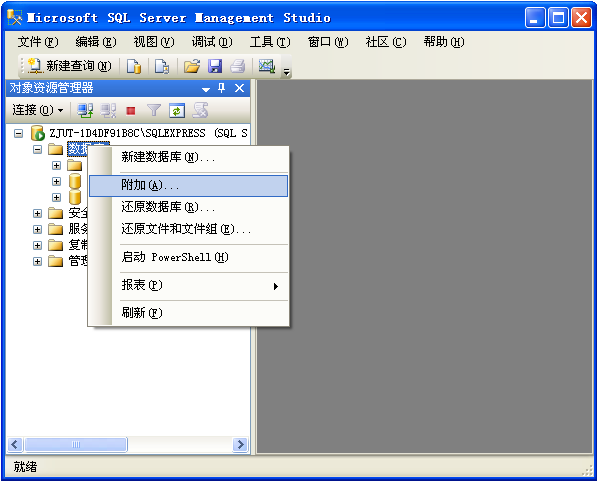 Microsoft SQL Server Management Studio
文件(F) 编辑(E) 视图(V) 调试(D) 工具(T) 窗口(W) 社区(C) 帮助(H)
新建查询(N)
对象资源管理器
连接(O)
ZJUT-1D4DF91B8C\SQLEXPRESS (SQL S
新建数据库(N)...
附加(A)...
安全
还原数据库(R)...
服务
还原文件和文件组(E)...
复制
管理
启动 PowerShell(H)
报表(P)
刷新(F)
就绪